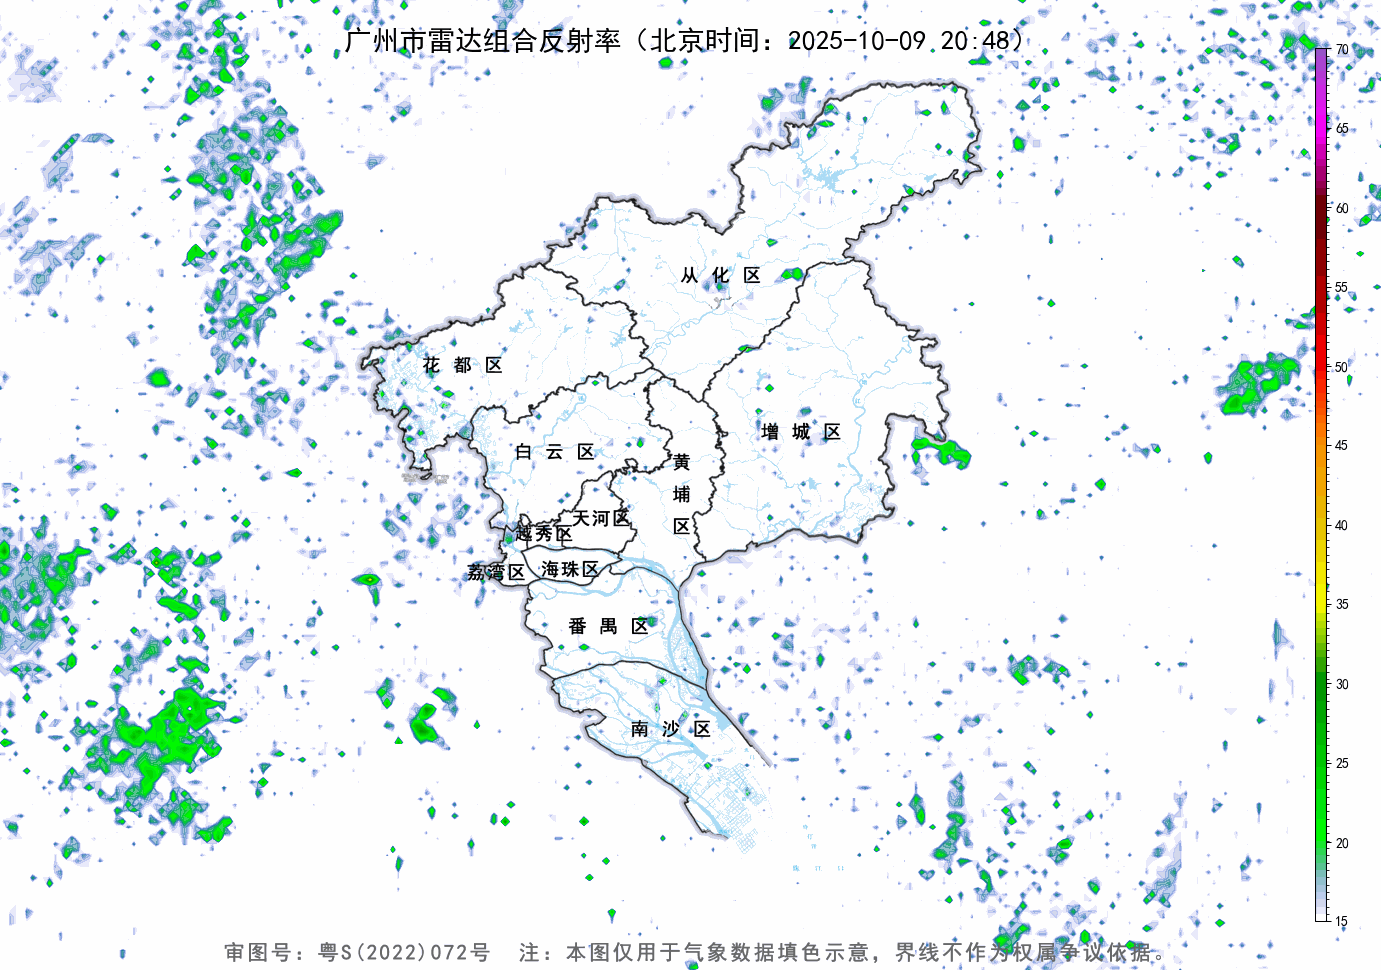 广州市雷达组合反射率（北京时间：2025-10-09 20:48）
70
65
60
55
50
45
40
35
30
25
20
15
从化区
花都区
增城区
白云区
黄埔区
天河区
越秀区
荔湾区
海珠区
番禺区
南沙区
审图号：粤S(2022)072号 注：本图仅用于气象数据填色示意，界线不作为权属争议依据。